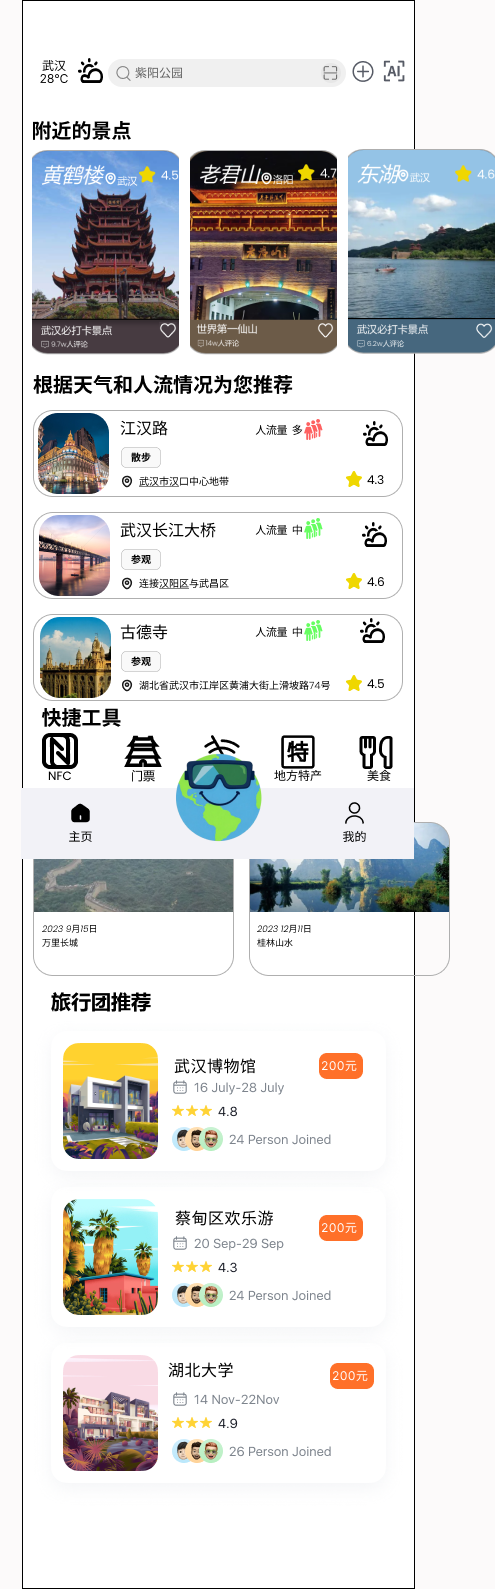 武汉
28°C
紫阳公园
AI
附近的景点
黄鹤楼 武汉 4.5
武汉必打卡景点
9.7w人评论
老君山 洛阳 4.7
世界第一仙山
14w人评论
东湖 武汉 4.6
武汉必打卡景点
6.2w人评论
根据天气和人流情况为您推荐
江汉路 人流量 多
散步
武汉市汉口中心地带 4.3
武汉长江大桥 人流量 中
参观
连接汉阳区与武昌区 4.6
古德寺 人流量 中
参观
湖北省武汉市江岸区黄浦大街上滑坡路74号 4.5
快捷工具
特
NFC 门票 地方特产 美食
主页 我的
2023 9月15日
万里长城
2023 12月11日
桂林山水
旅行团推荐
武汉博物馆 200元
16 July-28 July
4.8
24 Person Joined
蔡甸区欢乐游 200元
20 Sep-29 Sep
4.3
24 Person Joined
湖北大学 200元
14 Nov-22Nov
4.9
26 Person Joined